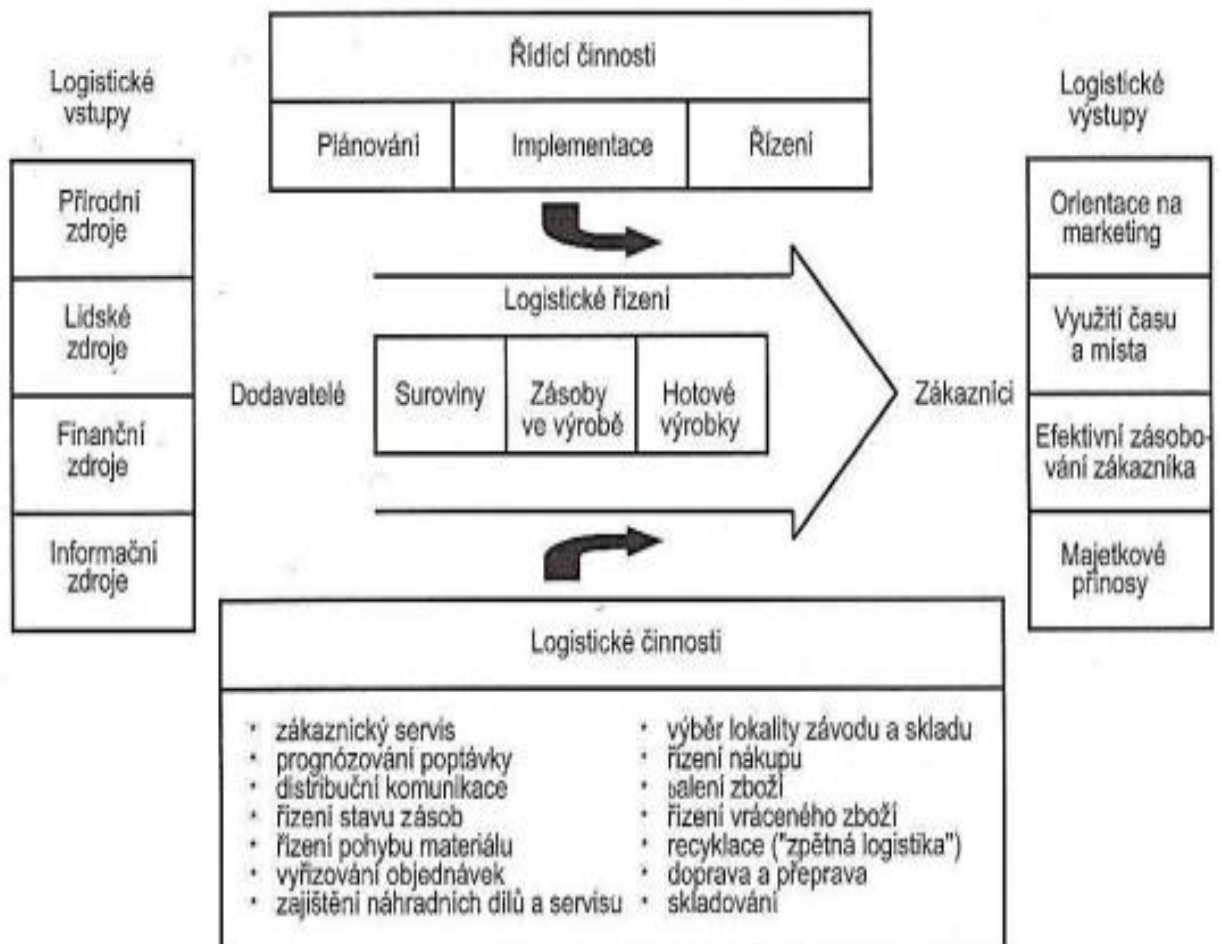 Logistické
vstupy
Přírodní
zdroje
Lidské
zdroje
Finanční
zdroje
Informační
zdroje
Řídící činnosti
Plánování
Implementace
Řízení
Logistické řízení
Dodavatelé
Suroviny
Zásoby
ve výrobě
Hotové
výrobky
Zákazníci
Logistické
výstupy
Orientace na
marketing
Využití času
a místa
Efektivní zásobo-
vání zákazníka
Majetkové
přínosy
Logistické činnosti
* zákaznický servis
* prognózování poptávky
* distribuční komunikace
* řízení stavu zásob
* řízení pohybu materiálu
* vyřizování objednávek
* zajištění náhradních dílů a servisu
* výběr lokality závodu a skladu
* řízení nákupu
* balení zboží
* řízení vráceného zboží
* recyklace ("zpětná logistika")
* doprava a přeprava
* skladování